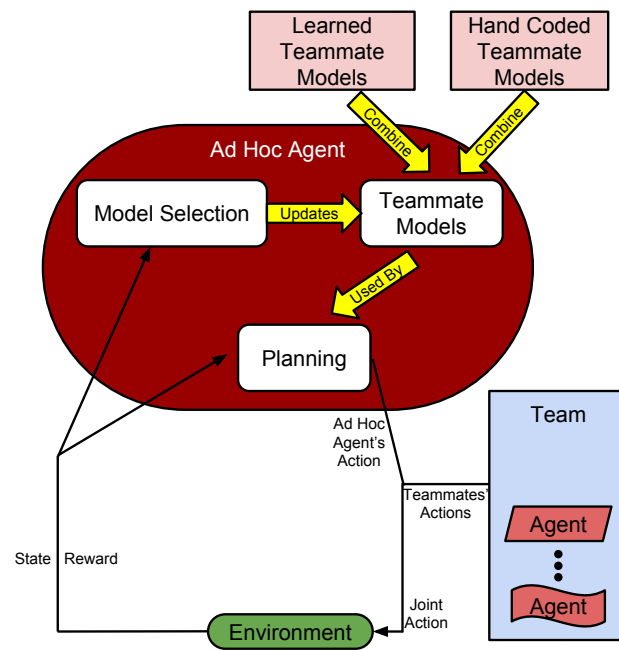 Learned
Teammate
Models
Hand Coded
Teammate
Models
Combine
Combine
Ad Hoc Agent
Model Selection
Updates
Teammate
Models
Used By
Planning
Ad Hoc
Agent's
Action
Team
Teammates'
Actions
Agent
Agent
State
Reward
Joint
Action
Environment